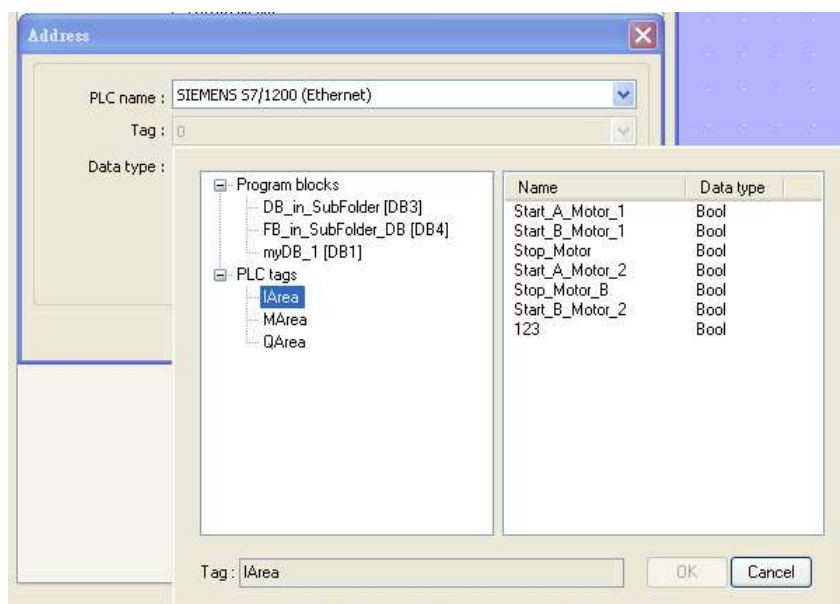 Address
PLC name : SIEMENS S7/1200 (Ethernet)
Tag : 0
Data type :
Program blocks
DB_in_SubFolder [DB3]
FB_in_SubFolder_DB [DB4]
myDB_1 [DB1]
PLC tags
IArea
MArea
QArea
Name Data type
Start_A_Motor_1 Bool
Start_B_Motor_1 Bool
Stop_Motor Bool
Start_A_Motor_2 Bool
Stop_Motor_B Bool
Start_B_Motor_2 Bool
123 Bool
Tag : IArea
OK Cancel